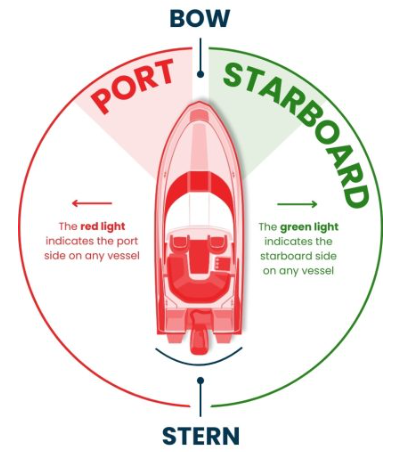 BOW
PORT
STARBOARD
The red light
indicates the port
side on any vessel
The green light
indicates the
starboard side
on any vessel
STERN